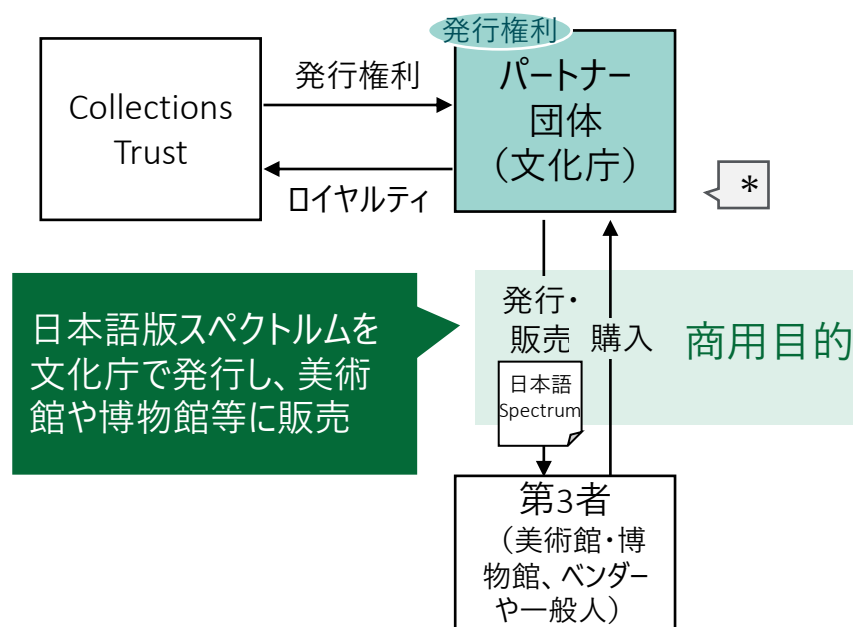 発行権利
パートナー
団体
（文化庁）
Collections
Trust
発行権利
ロイヤルティ
*
日本語版スペクトルムを
文化庁で発行し、美術
館や博物館等に販売
発行・
販売
購入
商用目的
日本語
Spectrum
第3者
（美術館・博
物館、ベンダー
や一般人）